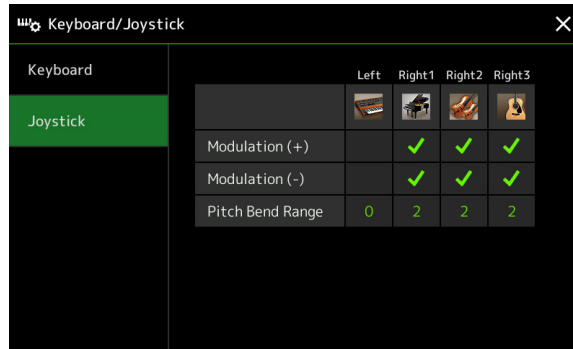 Keyboard/Joystick
Keyboard
Joystick
Left Right1 Right2 Right3
Modulation (+)
Modulation (-)
Pitch Bend Range 0 2 2 2